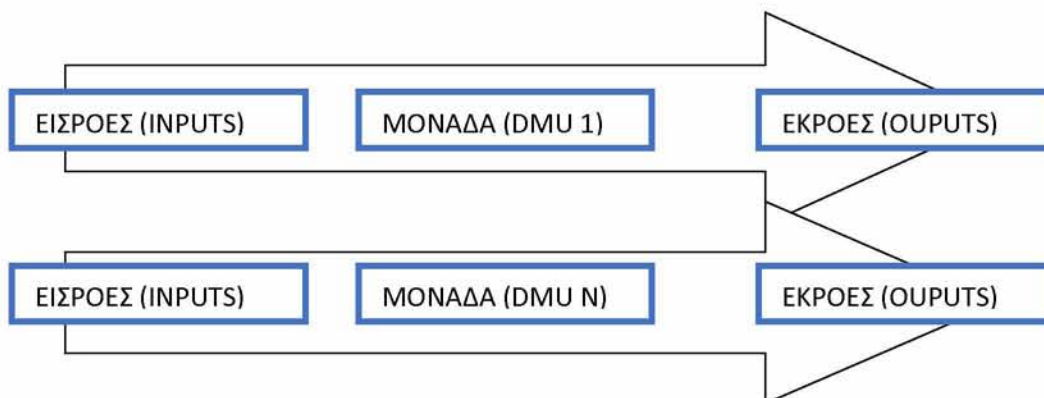 ΕΙΣΡΟΕΣ (INPUTS)
ΜΟΝΑΔΑ (DMU 1)
ΕΚΡΟΕΣ (OUPUTS)
ΕΙΣΡΟΕΣ (INPUTS)
ΜΟΝΑΔΑ (DMU N)
ΕΚΡΟΕΣ (OUPUTS)